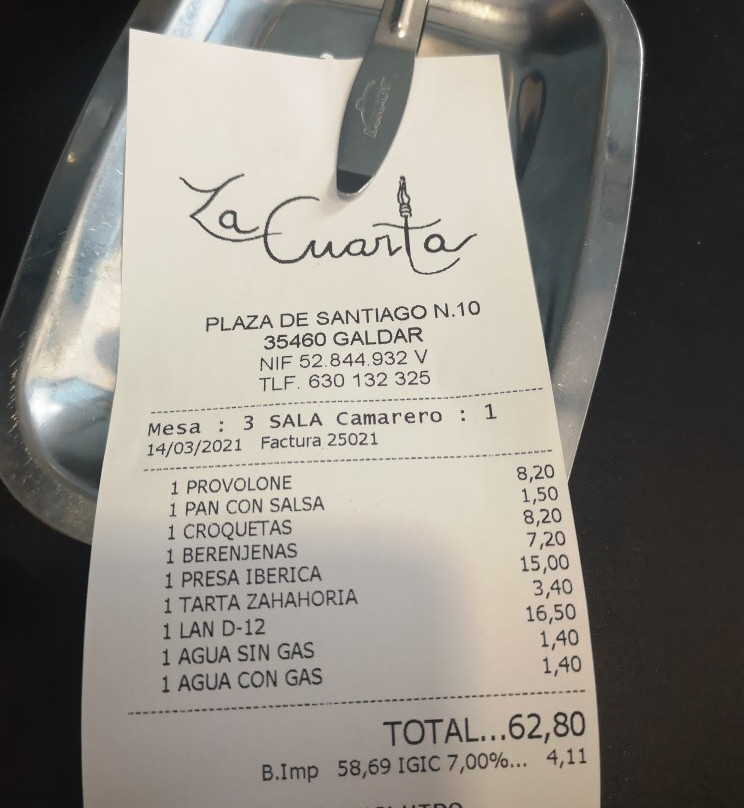 La Cuarta
PLAZA DE SANTIAGO N.10
35460 GALDAR
NIF 52.844.932 V
TLF. 630 132 325
Mesa : 3 SALA Camarero : 1
14/03/2021 Factura 25021
1 PROVOLONE 8,20
1 PAN CON SALSA 1,50
1 CROQUETAS 8,20
1 BERENJENAS 7,20
1 PRESA IBERICA 15,00
1 TARTA ZAHAHORIA 3,40
1 LAN D-12 16,50
1 AGUA SIN GAS 1,40
1 AGUA CON GAS 1,40
TOTAL...62,80
B.Imp 58,69 IGIC 7,00%... 4,11